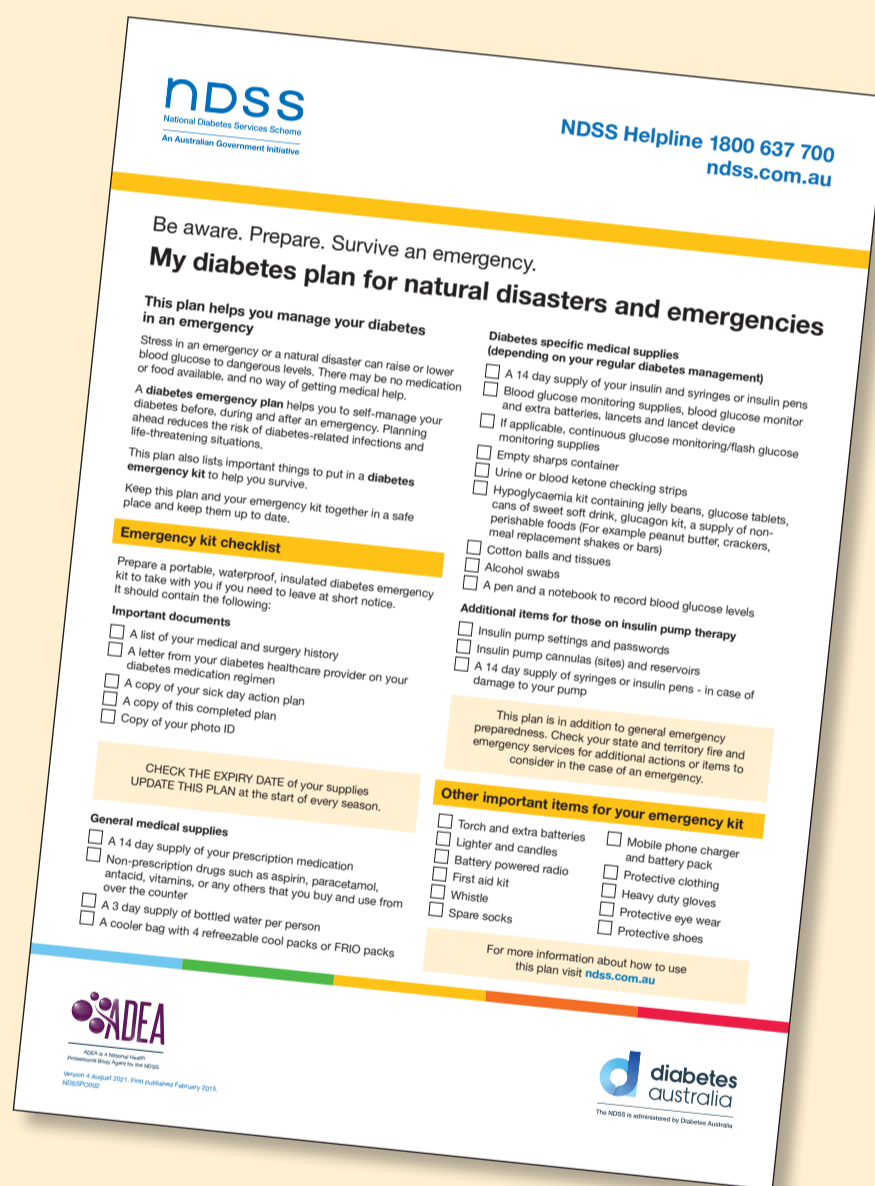 nDSS
National Diabetes Services Scheme
An Australian Government Initiative
NDSS Helpline 1800 637 700
ndss.com.au
Be aware. Prepare. Survive an emergency.
My diabetes plan for natural disasters and emergencies
This plan helps you manage your diabetes
in an emergency
Stress in an emergency or a natural disaster can raise or lower
blood glucose to dangerous levels. There may be no medication
or food available, and no way of getting medical help.
A diabetes emergency plan helps you to self-manage your
diabetes before, during and after an emergency. Planning
ahead reduces the risk of diabetes-related infections and
life-threatening situations.
This plan also lists important things to put in a diabetes
emergency kit to help you survive.
Keep this plan and your emergency kit together in a safe
place and keep them up to date.
Emergency kit checklist
Prepare a portable, waterproof, insulated diabetes emergency
kit to take with you if you need to leave at short notice.
It should contain the following:
Important documents
A list of your medical and surgery history
A letter from your diabetes healthcare provider on your
diabetes medication regimen
A copy of your sick day action plan
A copy of this completed plan
Copy of your photo ID
CHECK THE EXPIRY DATE of your supplies
UPDATE THIS PLAN at the start of every season.
General medical supplies
A 14 day supply of your prescription medication
Non-prescription drugs such as aspirin, paracetamol,
antacid, vitamins, or any others that you buy and use from
over the counter
A 3 day supply of bottled water per person
A cooler bag with 4 refreezable cool packs or FRIO packs
Diabetes specific medical supplies
(depending on your regular diabetes management)
A 14 day supply of your insulin and syringes or insulin pens
Blood glucose monitoring supplies, blood glucose monitor
and extra batteries, lancets and lancet device
If applicable, continuous glucose monitoring/flash glucose
monitoring supplies
Empty sharps container
Urine or blood ketone checking strips
Hypoglycaemia kit containing jelly beans, glucose tablets,
cans of sweet soft drink, glucagon kit, a supply of non-
perishable foods (For example peanut butter, crackers,
meal replacement shakes or bars)
Cotton balls and tissues
Alcohol swabs
A pen and a notebook to record blood glucose levels
Additional items for those on insulin pump therapy
Insulin pump settings and passwords
Insulin pump cannulas (sites) and reservoirs
A 14 day supply of syringes or insulin pens - in case of
damage to your pump
This plan is in addition to general emergency
preparedness. Check your state and territory fire and
emergency services for additional actions or items to
consider in the case of an emergency.
Other important items for your emergency kit
Torch and extra batteries
Lighter and candles
Battery powered radio
First aid kit
Whistle
Spare socks
Mobile phone charger
and battery pack
Protective clothing
Heavy duty gloves
Protective eye wear
Protective shoes
For more information about how to use
this plan visit ndss.com.au
ADEA
ADEA is a National Health
Professional Body Agent for the NDSS.
Version 4 August 2021. First published February 2015.
NDSSPO002
diabetes
australia
The NDSS is administered by Diabetes Australia